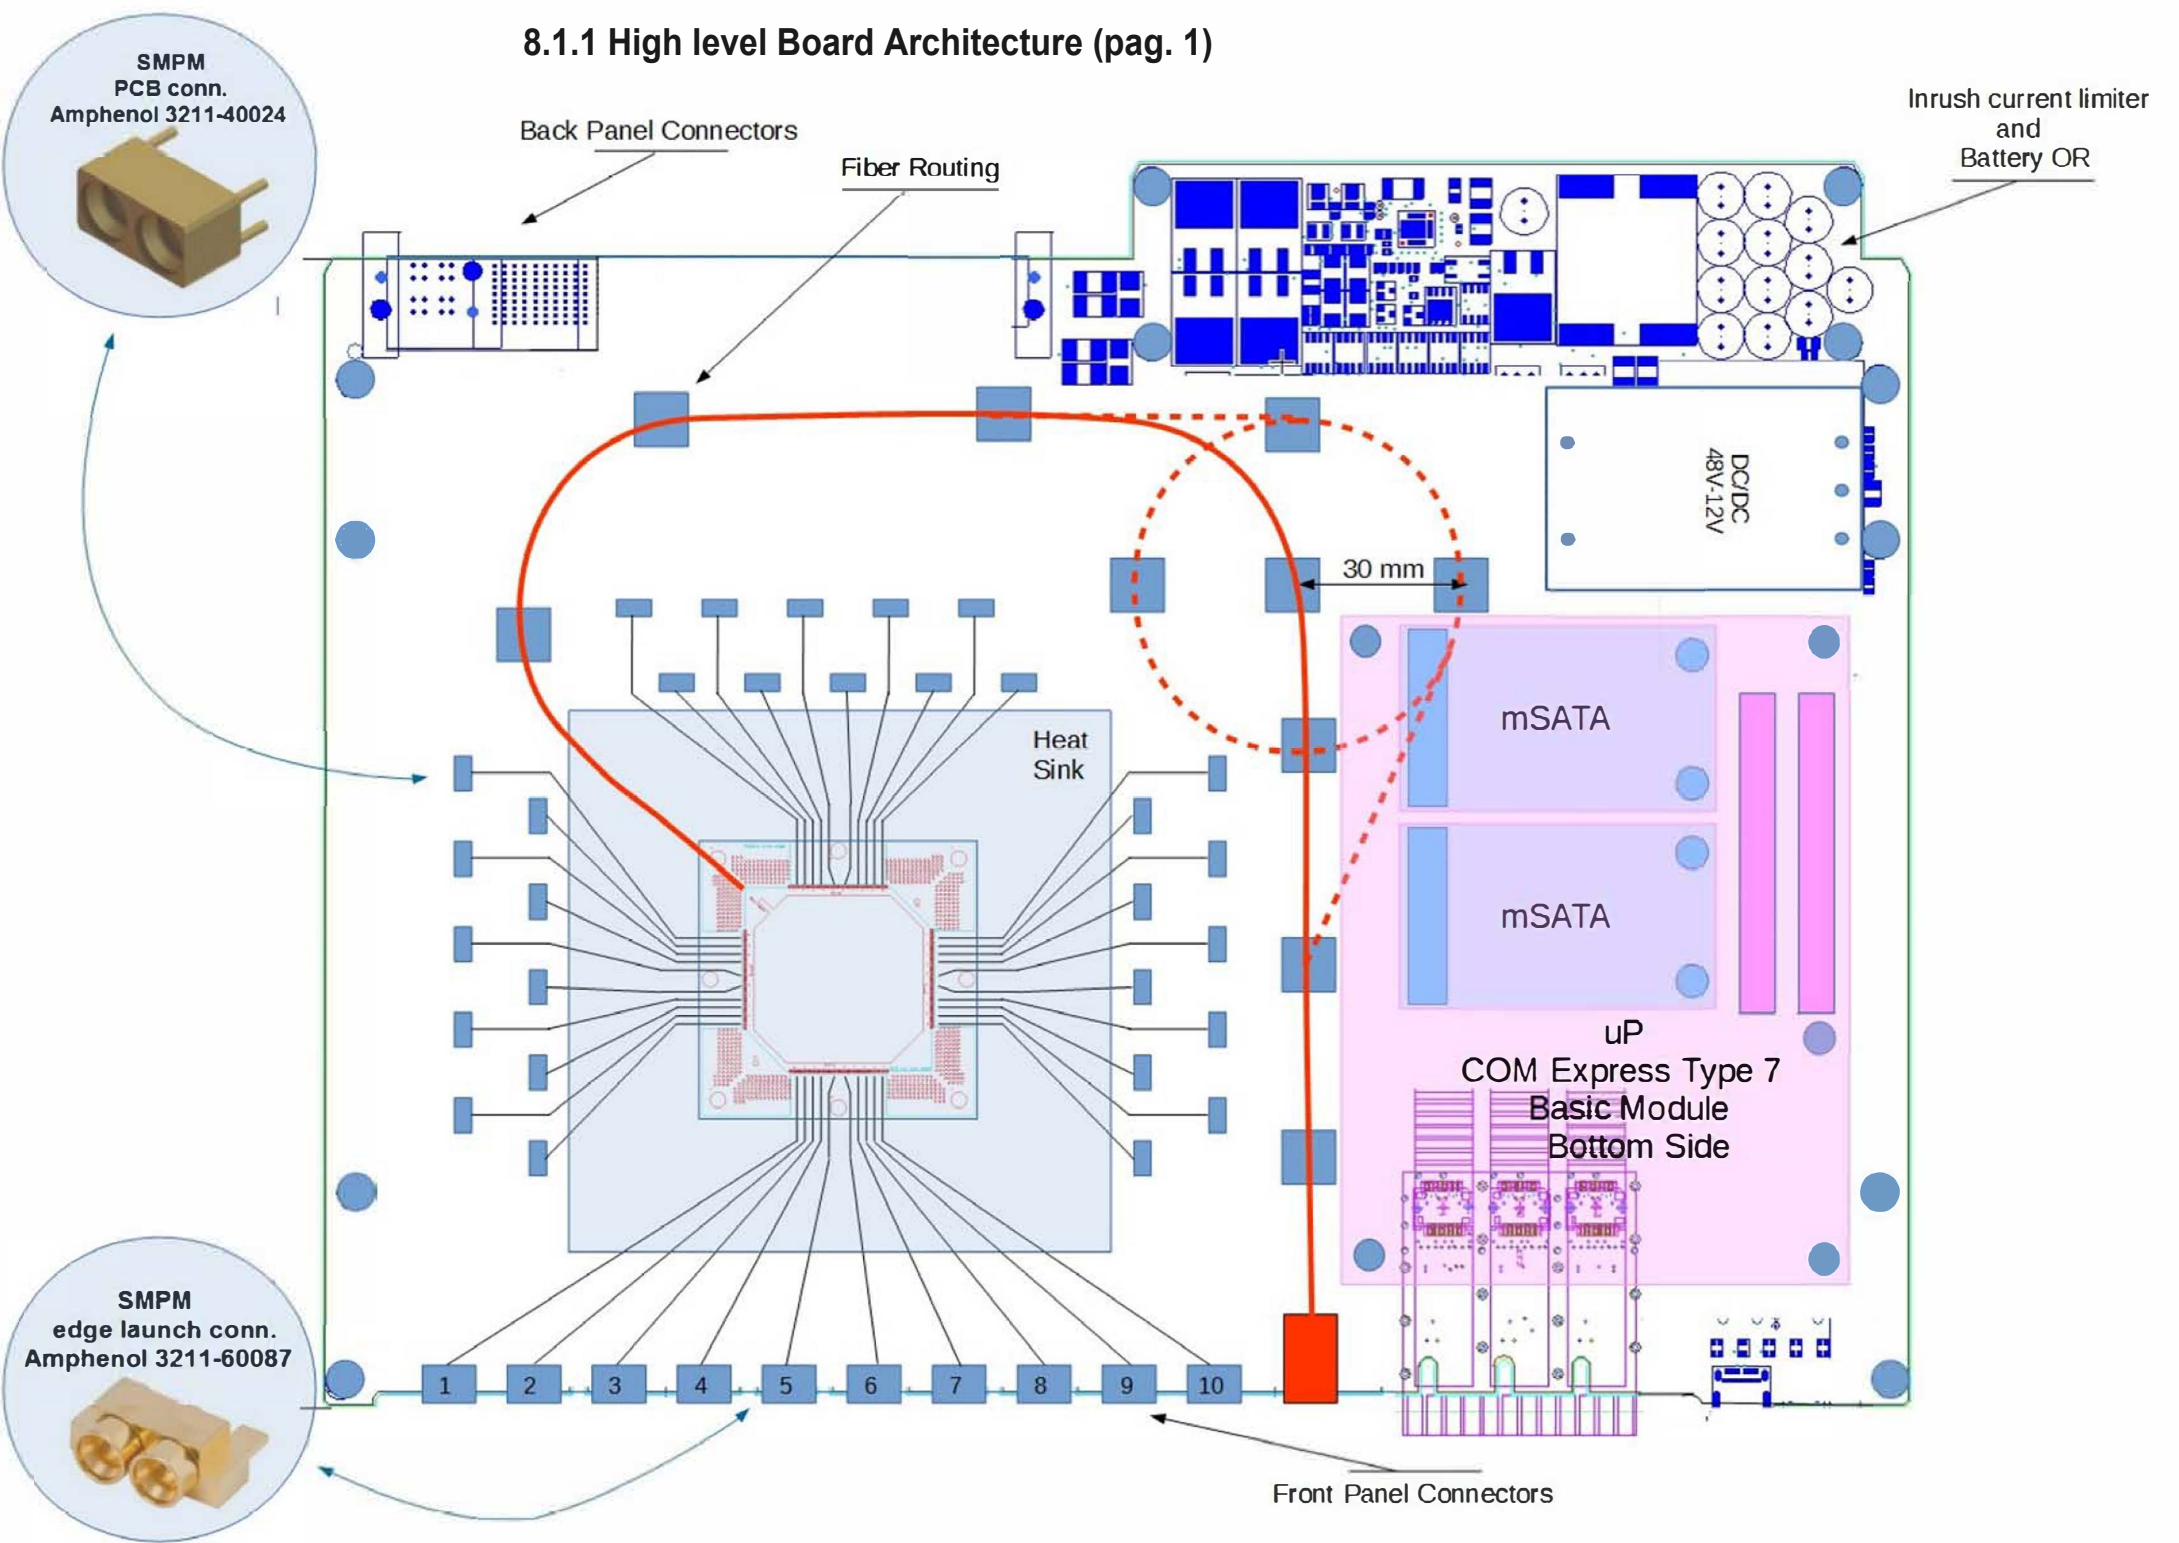 8.1.1 High level Board Architecture (pag. 1)
SMPM
PCB conn.
Amphenol 3211-40024
Back Panel Connectors
Fiber Routing
Inrush current limiter
and
Battery OR
DC/DC
48V-12V
30 mm
Heat
Sink
mSATA
mSATA
uP
COM Express Type 7
Basic Module
Bottom Side
SMPM
edge launch conn.
Amphenol 3211-60087
1 2 3 4 5 6 7 8 9 10
Front Panel Connectors